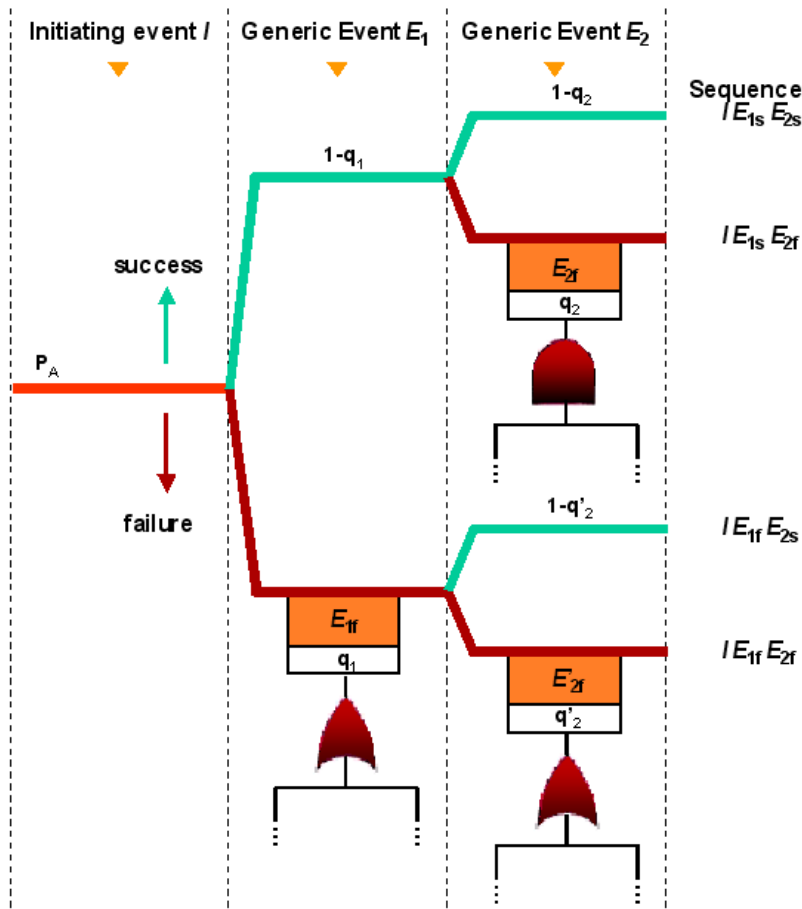 Initiating event I
Generic Event E1
Generic Event E2
Sequence
1-q2
I E1s E2s
1-q1
I E1s E2f
success
E2f
q2
PA
failure
1-q'2
I E1f E2s
E1f
q1
I E1f E2f
E'2f
q'2